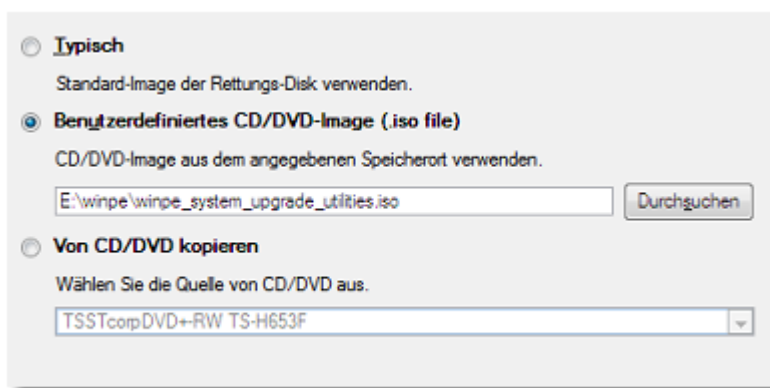 Typisch
Standard-Image der Rettungs-Disk verwenden.
Benutzerdefiniertes CD/DVD-Image (.iso file)
CD/DVD-Image aus dem angegebenen Speicherort verwenden.
E:\winpe\winpe_system_upgrade_utilities.iso
Durchsuchen
Von CD/DVD kopieren
Wählen Sie die Quelle von CD/DVD aus.
TSSTcorpDVD+-RW TS-H653F